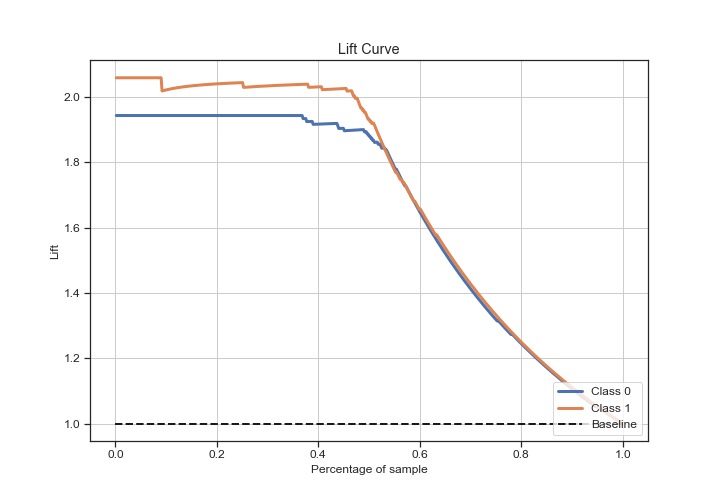 Lift Curve
Lift
2.0
1.8
1.6
1.4
1.2
1.0
0.0
0.2
0.4
0.6
0.8
1.0
Percentage of sample
Class 0
Class 1
Baseline